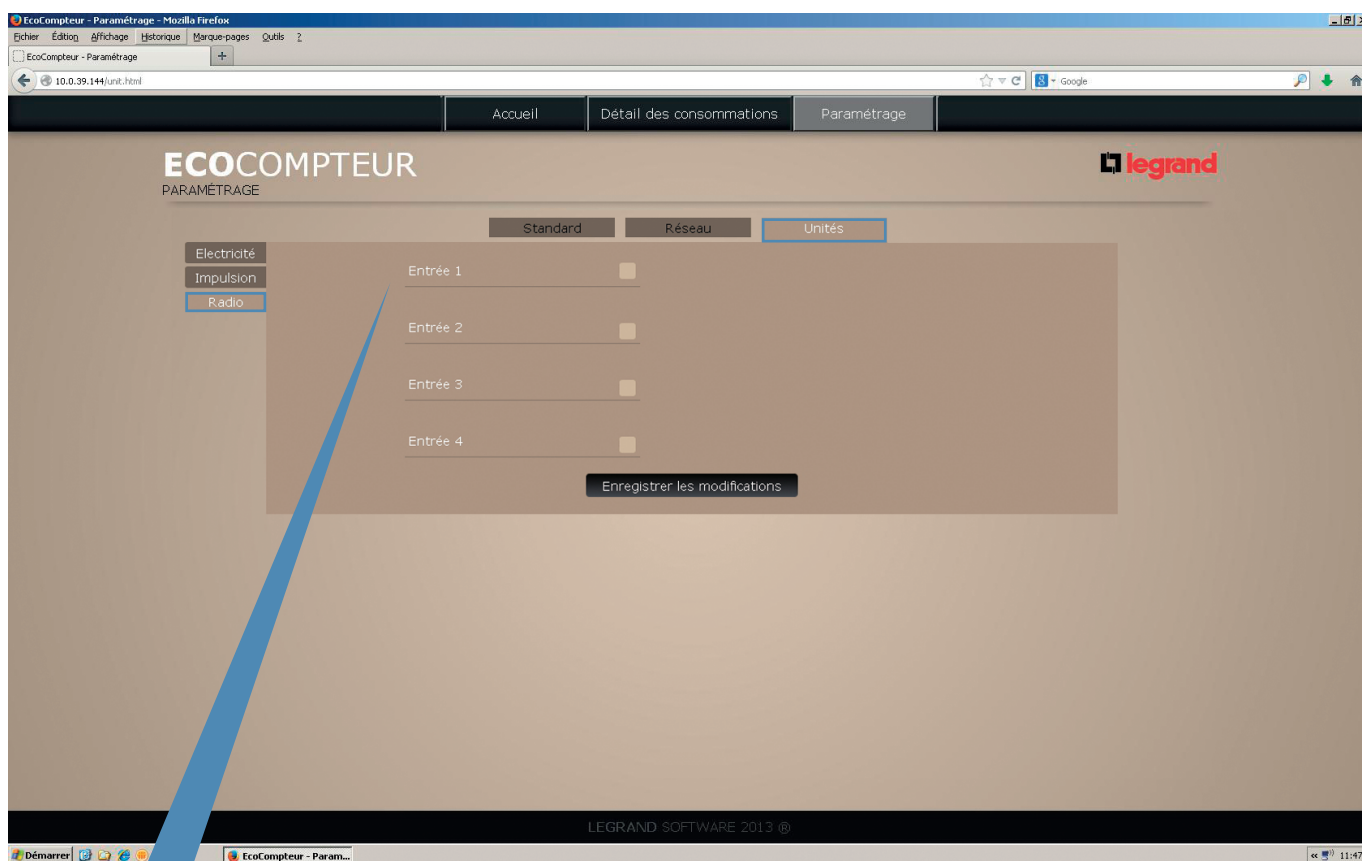 EcoCompteur - Paramétrage - Mozilla Firefox
Fichier Édition Affichage Historique Marque-pages Outils ?
EcoCompteur - Paramétrage +
10.0.39.144/unit.html
Google
Accueil Détail des consommations Paramétrage
ECOCOMPTEUR
legrand
PARAMÉTRAGE
Standard Réseau Unités
Electricité
Impulsion
Radio
Entrée 1
Entrée 2
Entrée 3
Entrée 4
Enregistrer les modifications
LEGRAND SOFTWARE 2013 ®
Démarrer
EcoCompteur - Param...
11:47